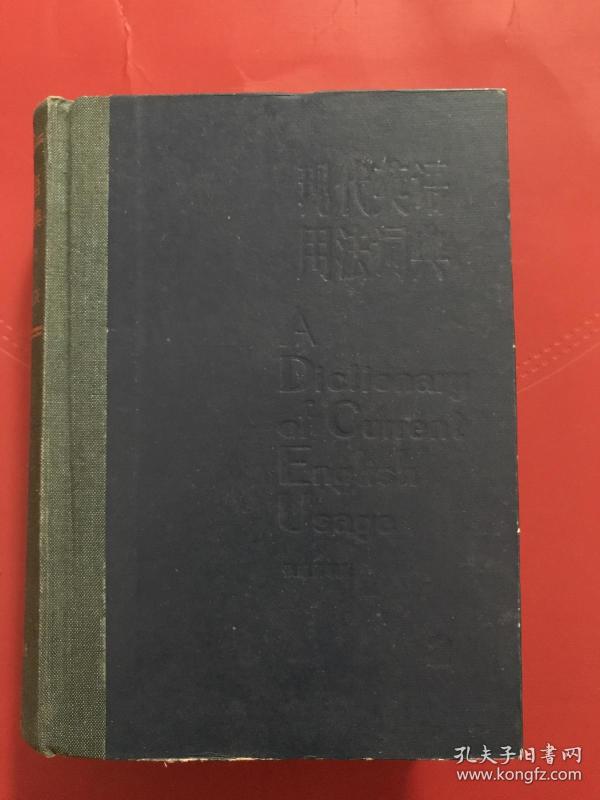 现代英语
用法词典
A
Dictionary
of Current
English
Usage
孔夫子旧书网
www.kongfz.com